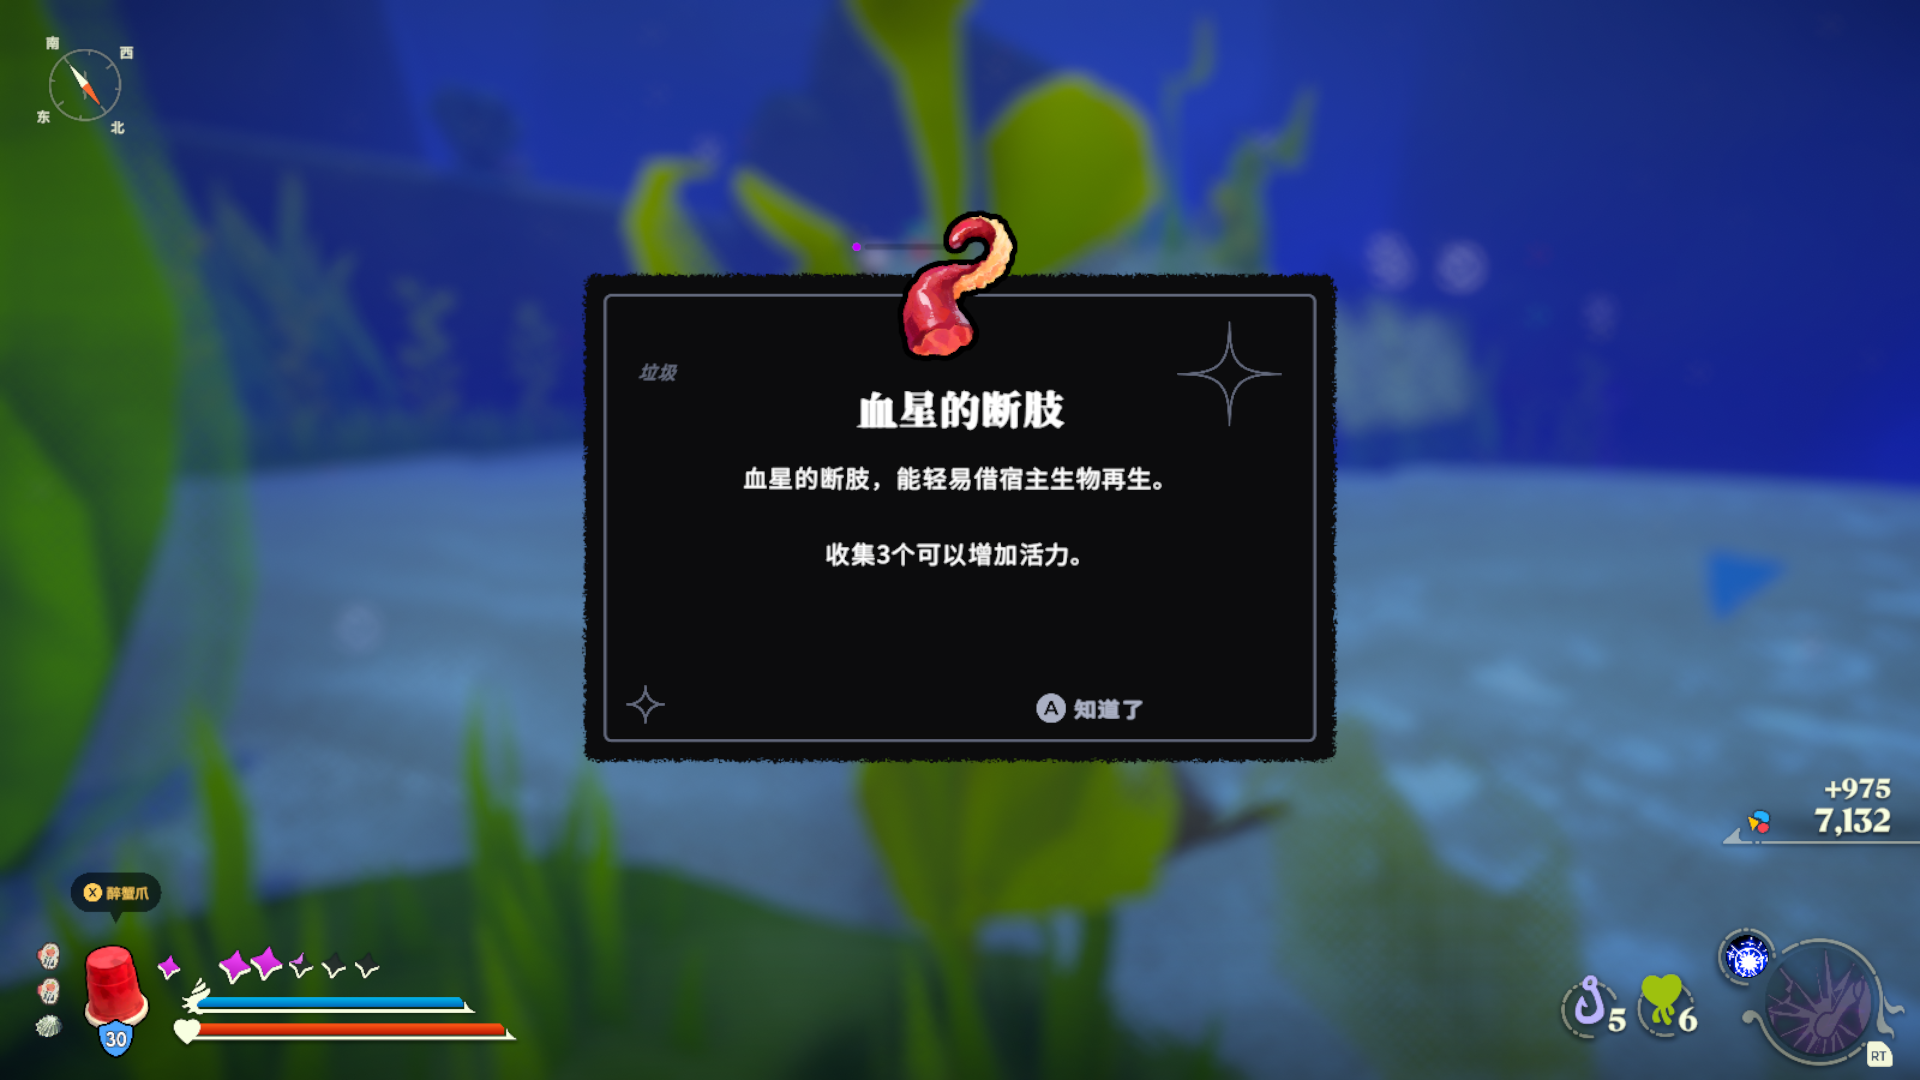 南
西
东
北
垃圾
血星的断肢
血星的断肢，能轻易借宿主生物再生。
收集3个可以增加活力。
A 知道了
+975
7,132
X 醉蟹爪
30
5
6
RT